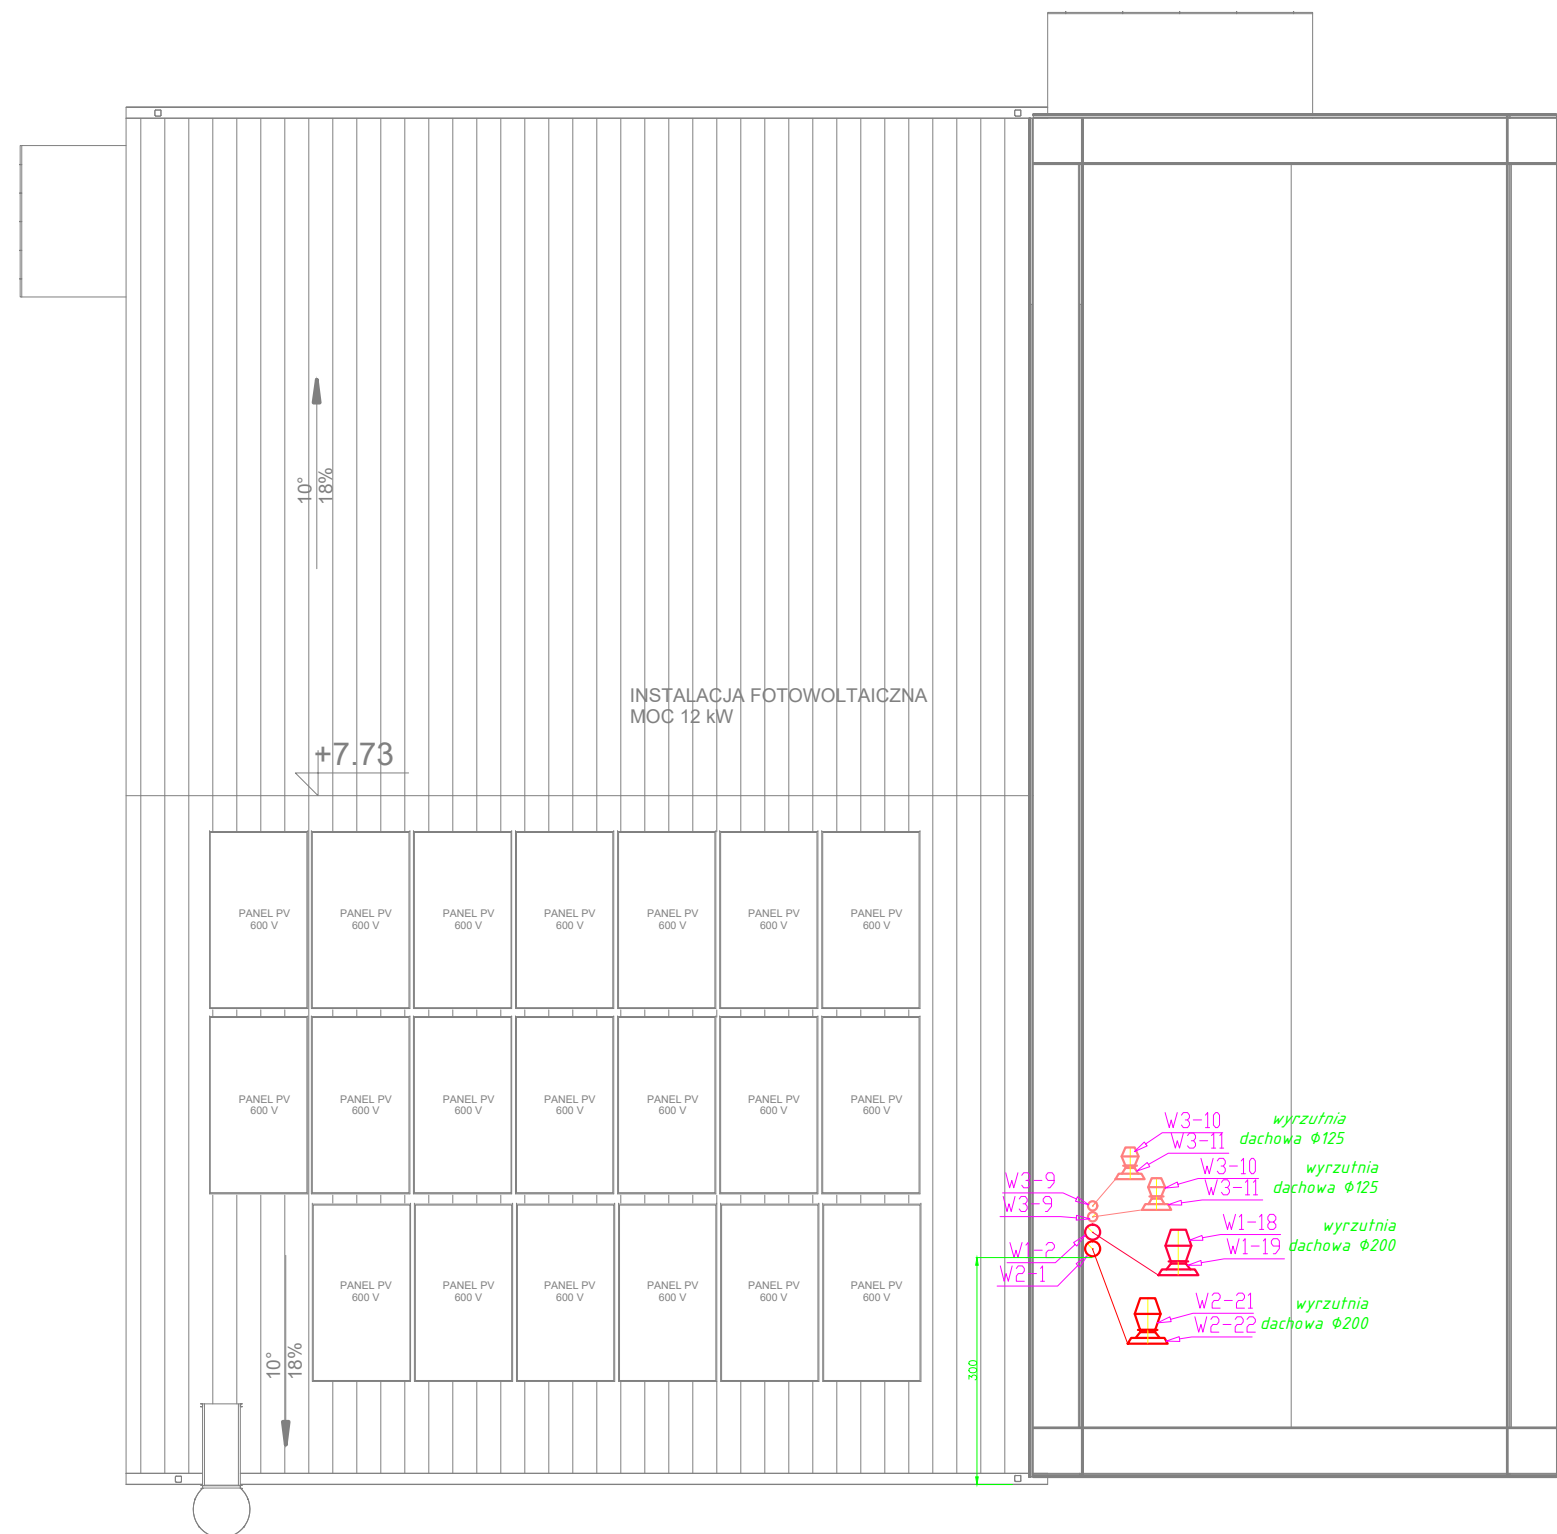 10°
18%
INSTALACJA FOTOWOLTAICZNA
MOC 12 kW
+7.73
PANEL PV
600 V
PANEL PV
600 V
PANEL PV
600 V
PANEL PV
600 V
PANEL PV
600 V
PANEL PV
600 V
PANEL PV
600 V
PANEL PV
600 V
PANEL PV
600 V
PANEL PV
600 V
PANEL PV
600 V
PANEL PV
600 V
PANEL PV
600 V
PANEL PV
600 V
PANEL PV
600 V
PANEL PV
600 V
PANEL PV
600 V
PANEL PV
600 V
PANEL PV
600 V
PANEL PV
600 V
10°
18%
300
W3-9
W3-9
W1-2
W2-1
W3-10
W3-11
wyrzutnia
dachowa Φ125
W3-10
W3-11
wyrzutnia
dachowa Φ125
W1-18
W1-19
wyrzutnia
dachowa Φ200
W2-21
W2-22
wyrzutnia
dachowa Φ200